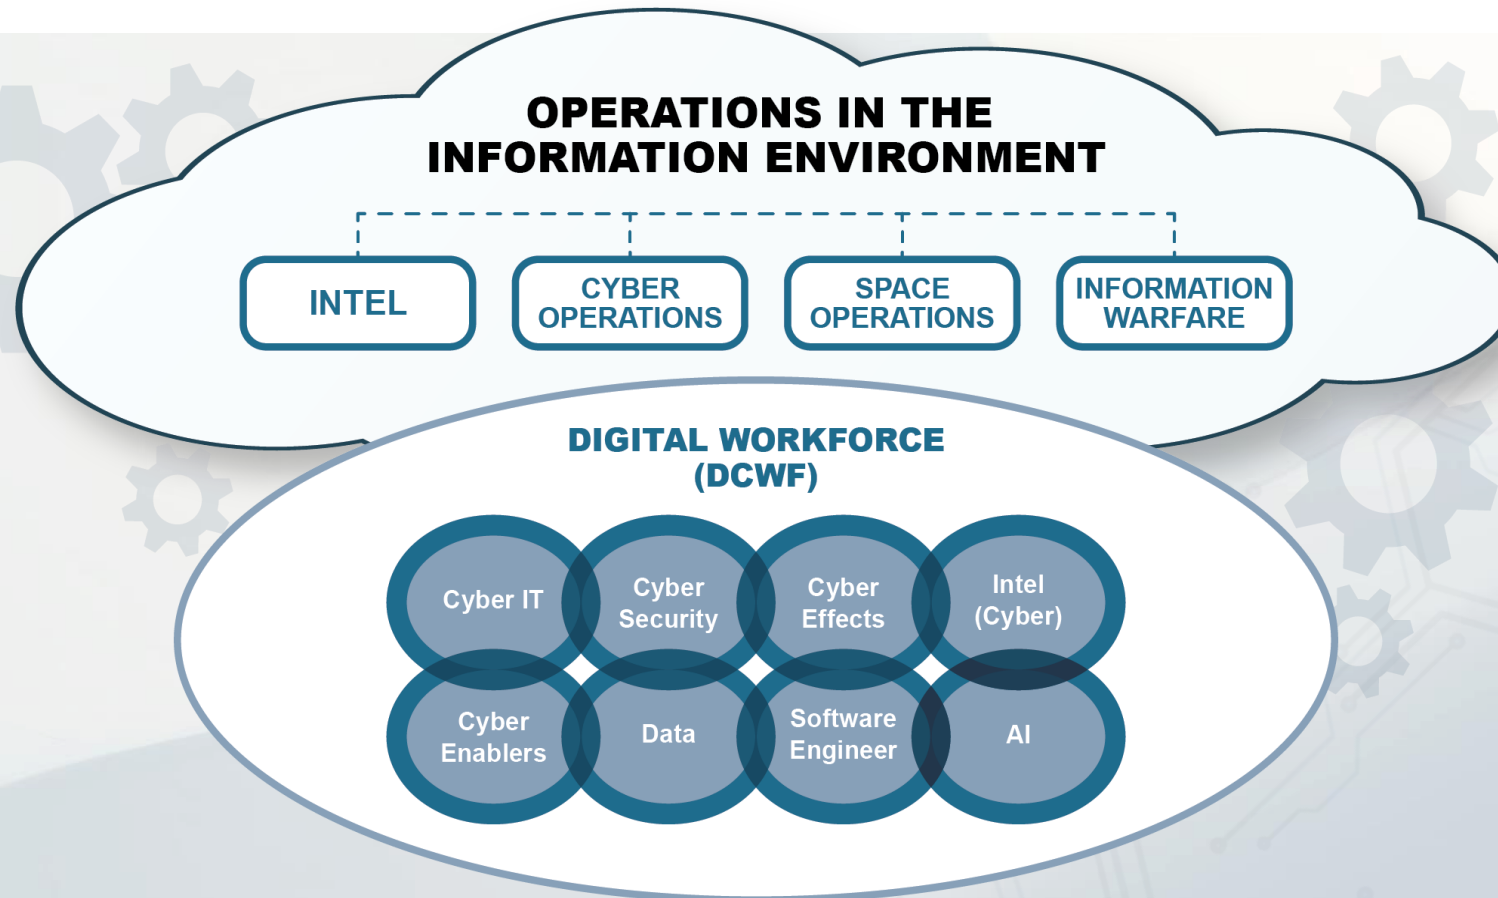 OPERATIONS IN THE
INFORMATION ENVIRONMENT
INTEL
CYBER
OPERATIONS
SPACE
OPERATIONS
INFORMATION
WARFARE
DIGITAL WORKFORCE
(DCWF)
Cyber IT
Cyber
Security
Cyber
Effects
Intel
(Cyber)
Cyber
Enablers
Data
Software
Engineer
AI